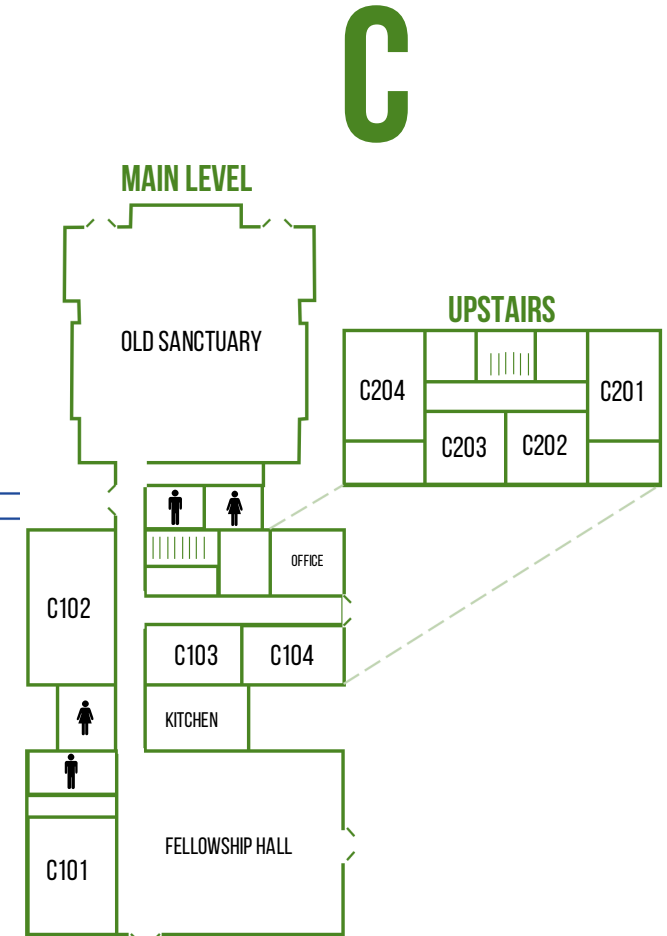 C
MAIN LEVEL
OLD SANCTUARY
UPSTAIRS
C204
C201
C203
C202
OFFICE
C102
C103
C104
KITCHEN
FELLOWSHIP HALL
C101